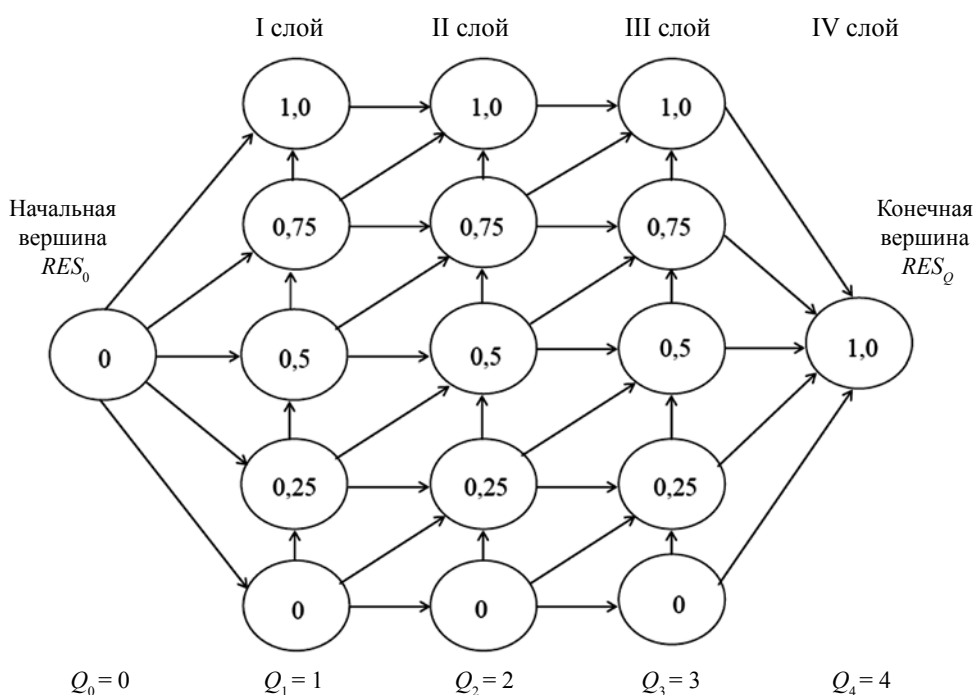 I слой II слой III слой IV слой
1,0 1,0 1,0
Начальная
вершина
RES₀
0,75 0,75 0,75
Конечная
вершина
RES_Q
0 0,5 0,5 0,5 1,0
0,25 0,25 0,25
0 0 0
Q₀ = 0 Q₁ = 1 Q₂ = 2 Q₃ = 3 Q₄ = 4